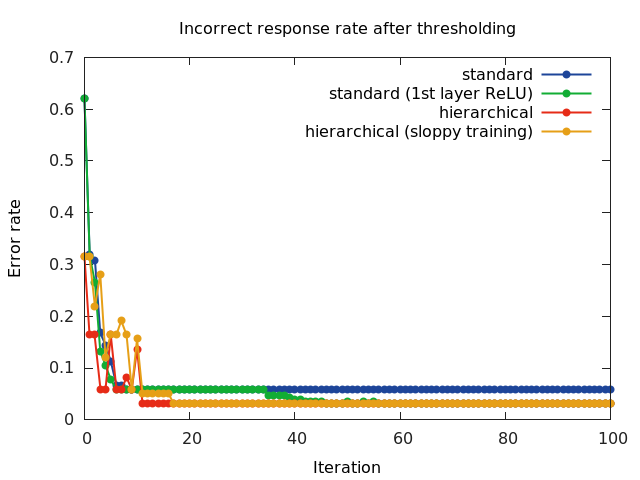 Incorrect response rate after thresholding
0.7
0.6
0.5
0.4
0.3
0.2
0.1
0
Error rate
standard
standard (1st layer ReLU)
hierarchical
hierarchical (sloppy training)
0 20 40 60 80 100
Iteration